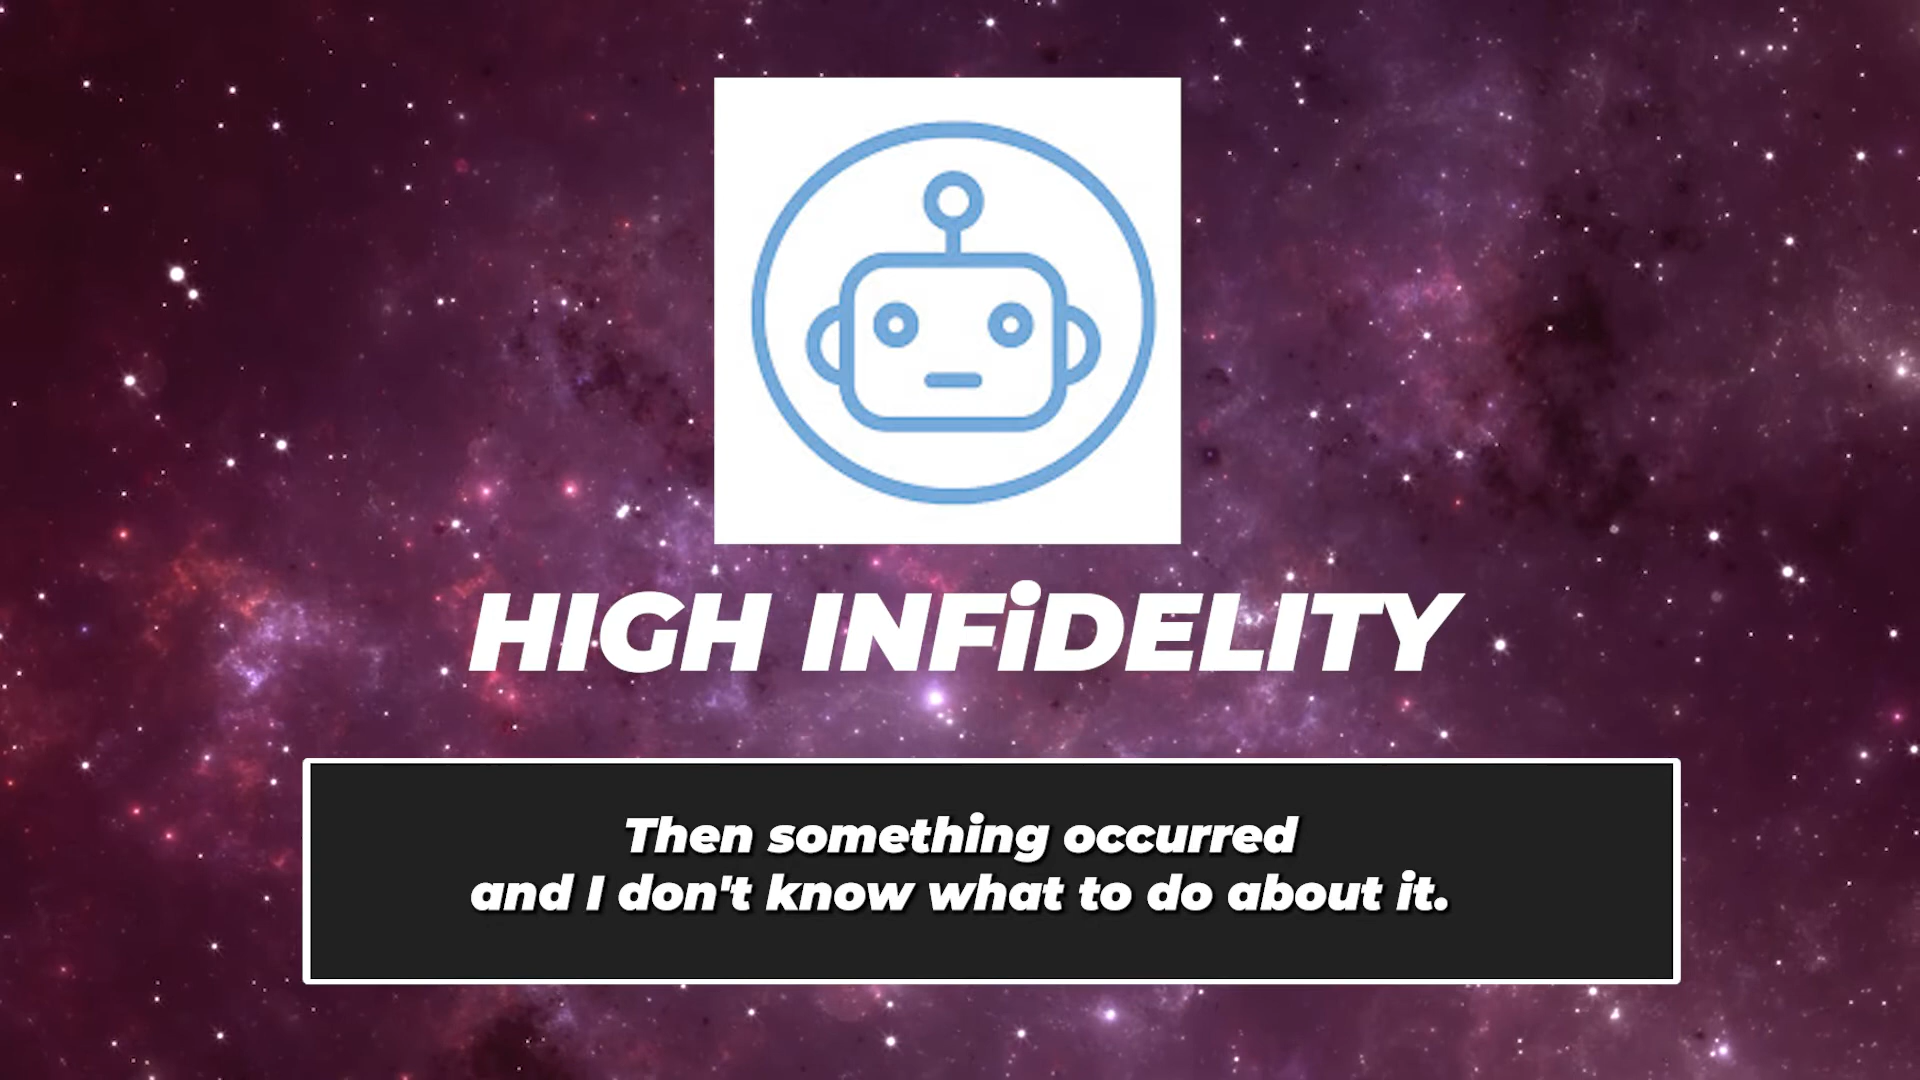 HIGH INFiDELITY
Then something occurred
and I don't know what to do about it.